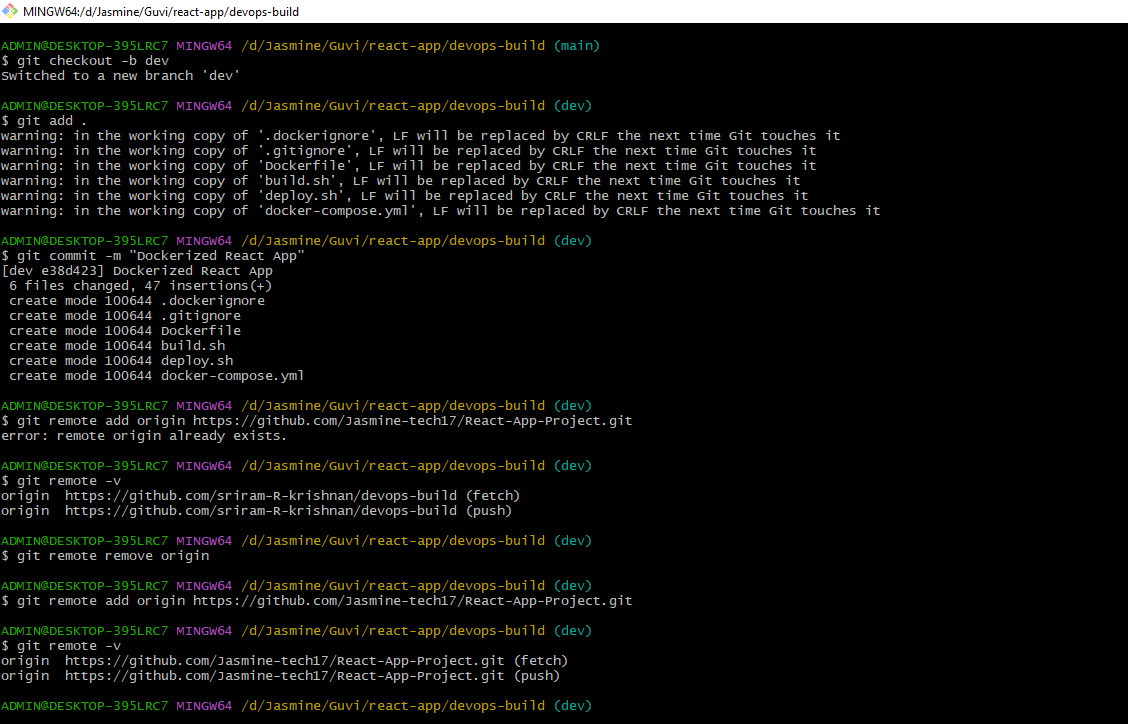 MINGW64:/d/Jasmine/Guvi/react-app/devops-build
ADMIN@DESKTOP-395LRC7 MINGW64 /d/Jasmine/Guvi/react-app/devops-build (main)
$ git checkout -b dev
Switched to a new branch 'dev'
ADMIN@DESKTOP-395LRC7 MINGW64 /d/Jasmine/Guvi/react-app/devops-build (dev)
$ git add .
warning: in the working copy of '.dockerignore', LF will be replaced by CRLF the next time Git touches it
warning: in the working copy of '.gitignore', LF will be replaced by CRLF the next time Git touches it
warning: in the working copy of 'Dockerfile', LF will be replaced by CRLF the next time Git touches it
warning: in the working copy of 'build.sh', LF will be replaced by CRLF the next time Git touches it
warning: in the working copy of 'deploy.sh', LF will be replaced by CRLF the next time Git touches it
warning: in the working copy of 'docker-compose.yml', LF will be replaced by CRLF the next time Git touches it
ADMIN@DESKTOP-395LRC7 MINGW64 /d/Jasmine/Guvi/react-app/devops-build (dev)
$ git commit -m "Dockerized React App"
[dev e38d423] Dockerized React App
6 files changed, 47 insertions(+)
create mode 100644 .dockerignore
create mode 100644 .gitignore
create mode 100644 Dockerfile
create mode 100644 build.sh
create mode 100644 deploy.sh
create mode 100644 docker-compose.yml
ADMIN@DESKTOP-395LRC7 MINGW64 /d/Jasmine/Guvi/react-app/devops-build (dev)
$ git remote add origin https://github.com/Jasmine-tech17/React-App-Project.git
error: remote origin already exists.
ADMIN@DESKTOP-395LRC7 MINGW64 /d/Jasmine/Guvi/react-app/devops-build (dev)
$ git remote -v
origin  https://github.com/sriram-R-krishnan/devops-build (fetch)
origin  https://github.com/sriram-R-krishnan/devops-build (push)
ADMIN@DESKTOP-395LRC7 MINGW64 /d/Jasmine/Guvi/react-app/devops-build (dev)
$ git remote remove origin
ADMIN@DESKTOP-395LRC7 MINGW64 /d/Jasmine/Guvi/react-app/devops-build (dev)
$ git remote add origin https://github.com/Jasmine-tech17/React-App-Project.git
ADMIN@DESKTOP-395LRC7 MINGW64 /d/Jasmine/Guvi/react-app/devops-build (dev)
$ git remote -v
origin  https://github.com/Jasmine-tech17/React-App-Project.git (fetch)
origin  https://github.com/Jasmine-tech17/React-App-Project.git (push)
ADMIN@DESKTOP-395LRC7 MINGW64 /d/Jasmine/Guvi/react-app/devops-build (dev)